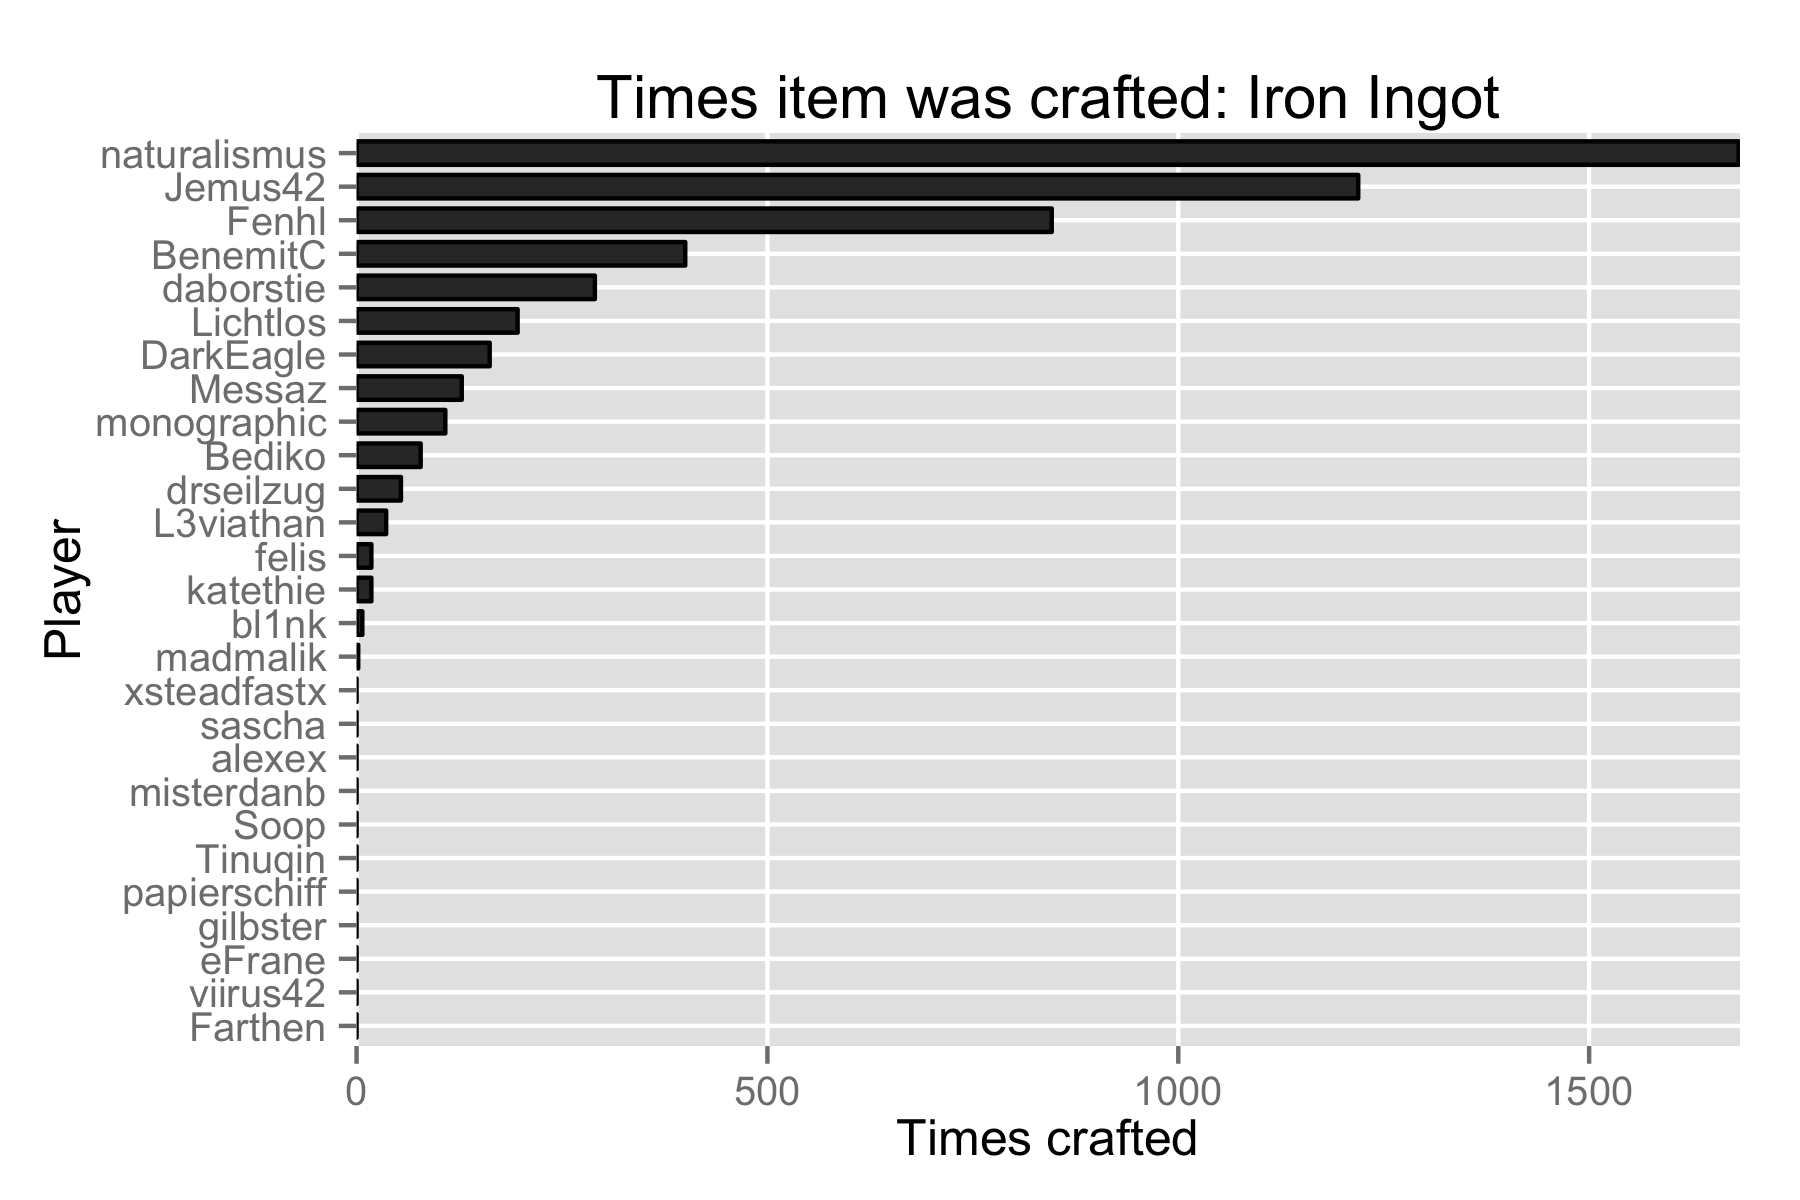 Times item was crafted: Iron Ingot
naturalismus
Jemus42
Fenhl
BenemitC
daborstie
Lichtlos
DarkEagle
Messaz
monographic
Bediko
drseilzug
L3viathan
felis
katethie
bl1nk
madmalik
xsteadfastx
sascha
alexex
misterdanb
Soop
Tinuqin
papierschiff
gilbster
eFrane
viirus42
Farthen
Player
0 500 1000 1500
Times crafted